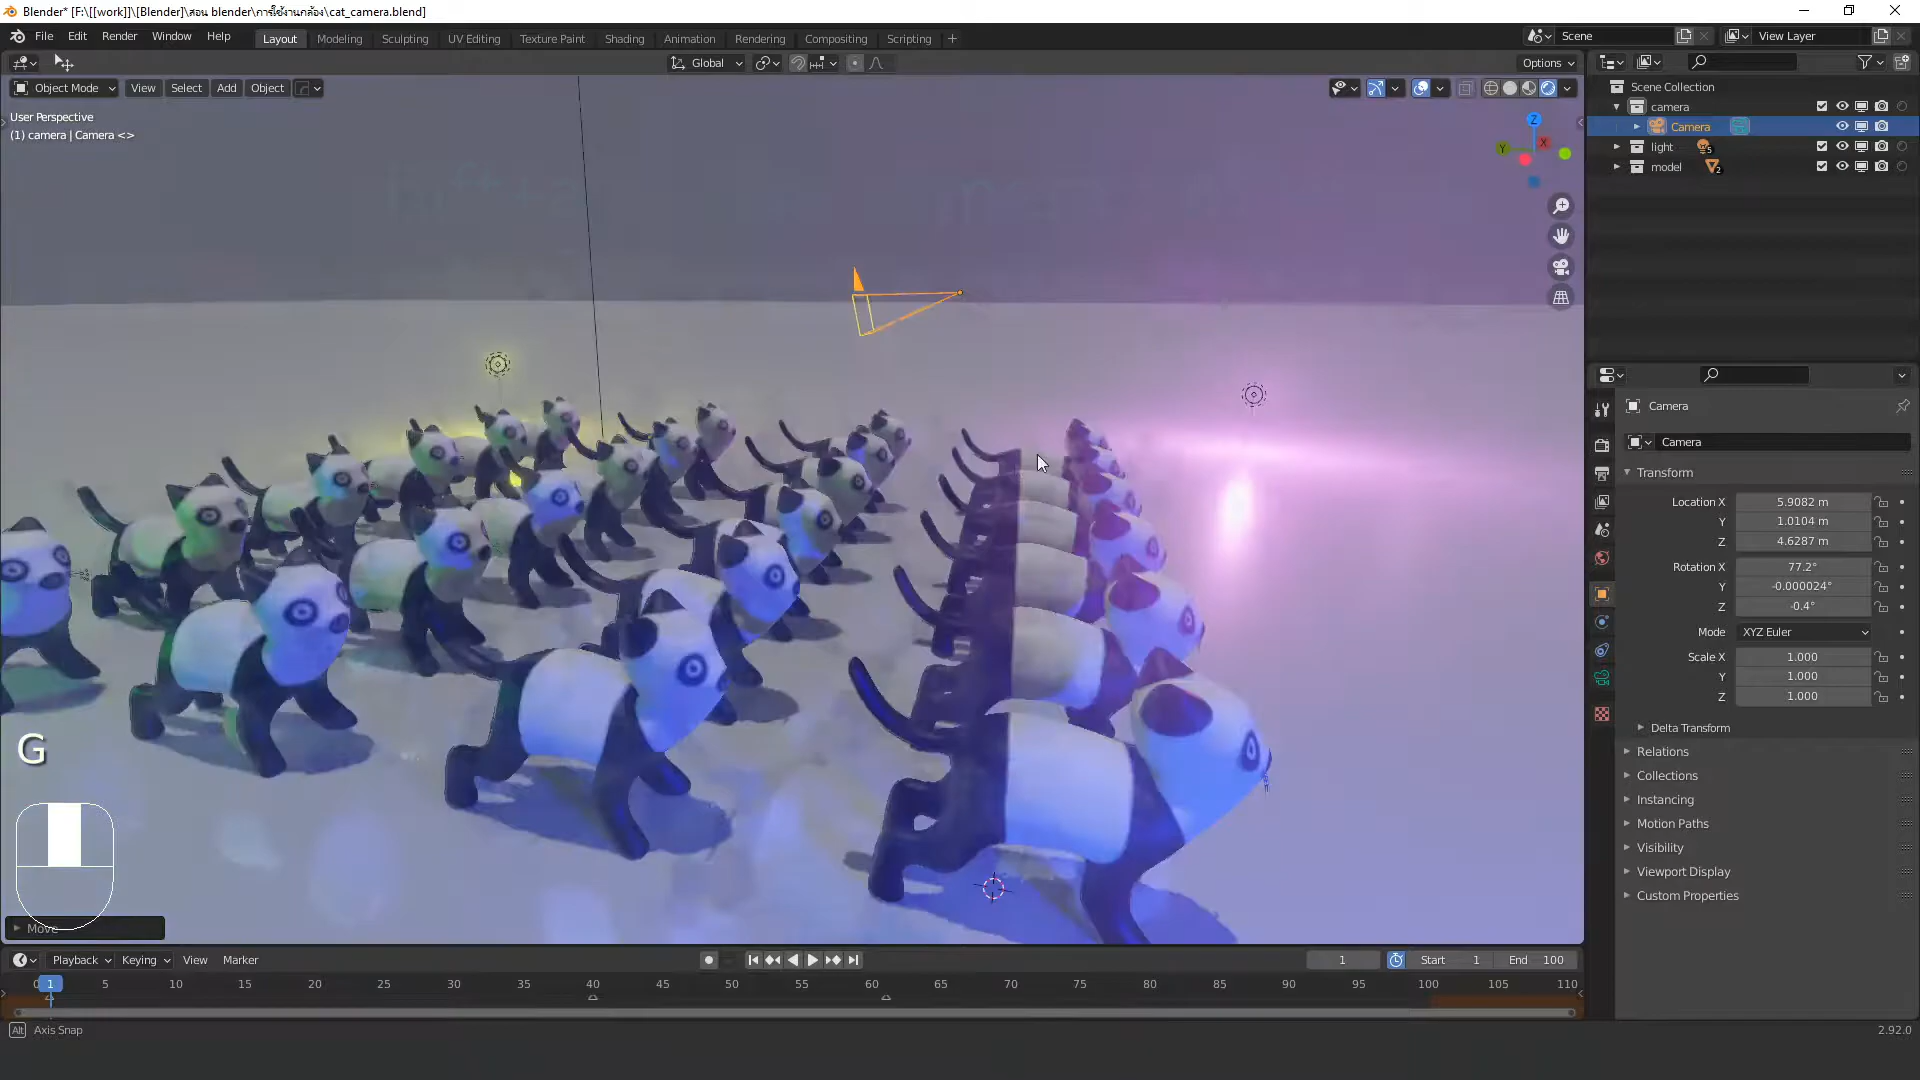 Blender* [F:\[[work]]\[Blender]\สอน blender\การใช้งานกล้อง\cat_camera.blend]
File Edit Render Window Help
Layout Modeling Sculpting UV Editing Texture Paint Shading Animation Rendering Compositing Scripting +
Scene
View Layer
Global
Options
Object Mode View Select Add Object
User Perspective
(1) camera | Camera <>
Z
Y
X
Scene Collection
camera
Camera
light 5
model 2
Camera
Camera
Transform
Location X 5.9082 m
Y 1.0104 m
Z 4.6287 m
Rotation X 77.2°
Y -0.000024°
Z -0.4°
Mode XYZ Euler
Scale X 1.000
Y 1.000
Z 1.000
Delta Transform
Relations
Collections
Instancing
Motion Paths
Visibility
Viewport Display
Custom Properties
G
Move
Playback Keying View Marker
1 Start 1 End 100
0 1 5 10 15 20 25 30 35 40 45 50 55 60 65 70 75 80 85 90 95 100 105 110
Alt Axis Snap
2.92.0